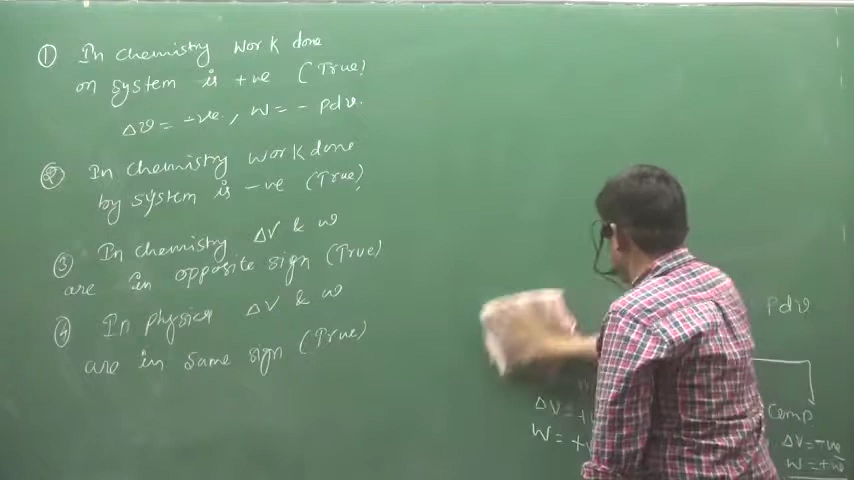 ① In chemistry work done
on system is +ve (True)
Δv = -ve, W = - Pdv.
② In chemistry work done
by system is -ve (True)
③ In chemistry ΔV & w
are in opposite sign (True)
④ In physics ΔV & w
are in same sign (True)
Pdv
Comp
ΔV = +v
W = +v
ΔV = -ve
W = +ve